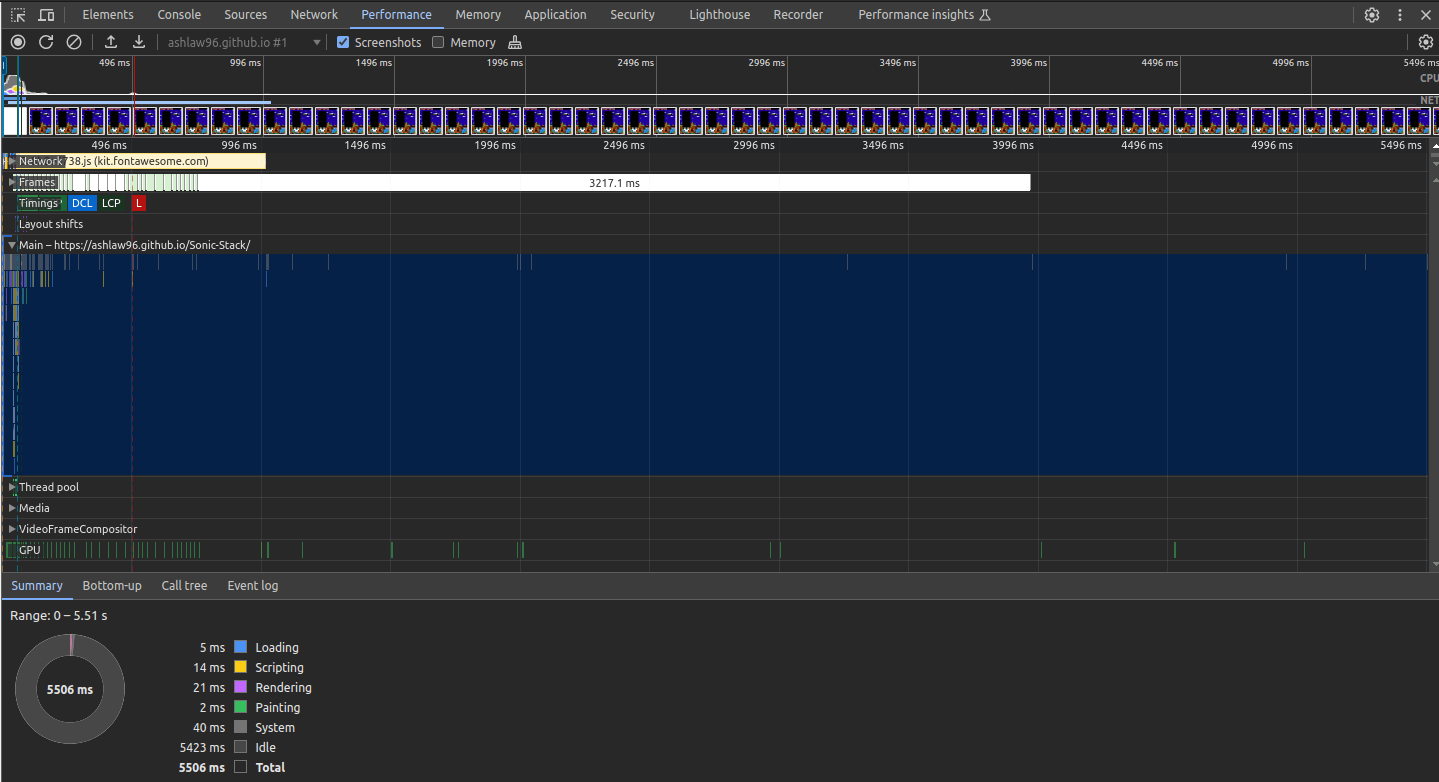 Elements Console Sources Network Performance Memory Application Security Lighthouse Recorder Performance insights
ashlaw96.github.io #1 Screenshots Memory
496 ms 996 ms 1496 ms 1996 ms 2496 ms 2996 ms 3496 ms 3996 ms 4496 ms 4996 ms 5496 ms
CPU
NET
496 ms 996 ms 1496 ms 1996 ms 2496 ms 2996 ms 3496 ms 3996 ms 4496 ms 4996 ms 5496 ms
Network 738.js (kit.fontawesome.com)
Frames 3217.1 ms
Timings DCL LCP L
Layout shifts
Main – https://ashlaw96.github.io/Sonic-Stack/
Thread pool
Media
VideoFrameCompositor
GPU
Summary Bottom-up Call tree Event log
Range: 0 – 5.51 s
5506 ms
5 ms Loading
14 ms Scripting
21 ms Rendering
2 ms Painting
40 ms System
5423 ms Idle
5506 ms Total